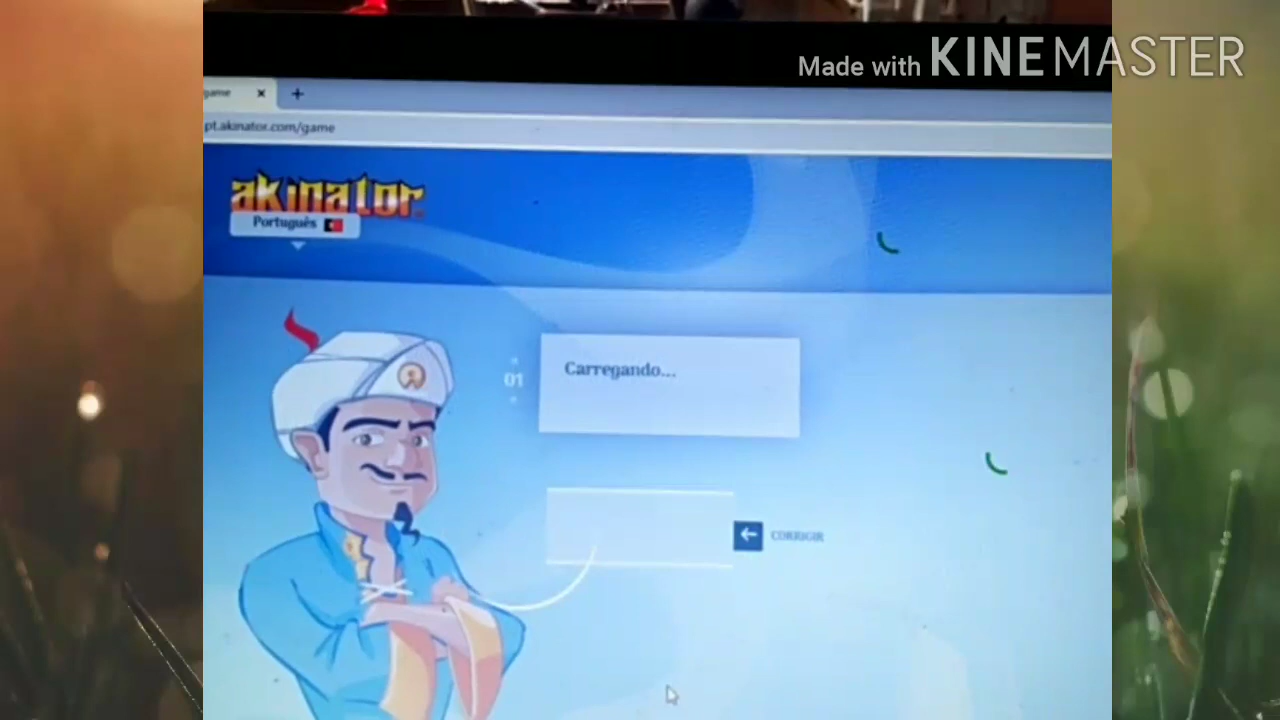 Made with KINEMASTER
game × +
pt.akinator.com/game
akinator
Português
01
Carregando...
CORRIGIR